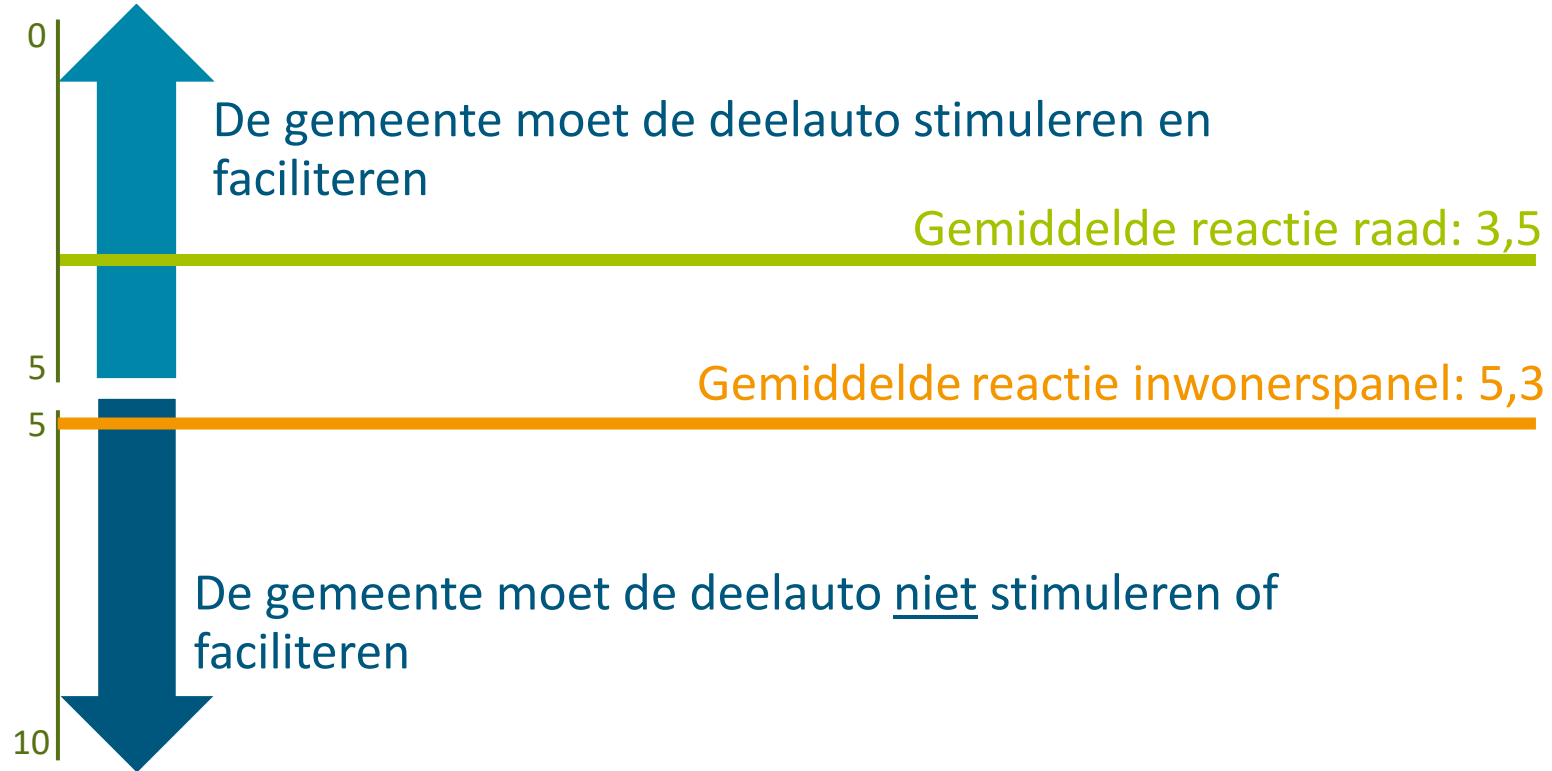 0
De gemeente moet de deelauto stimuleren en
faciliteren
Gemiddelde reactie raad: 3,5
5
Gemiddelde reactie inwonerspanel: 5,3
5
De gemeente moet de deelauto niet stimuleren of
faciliteren
10